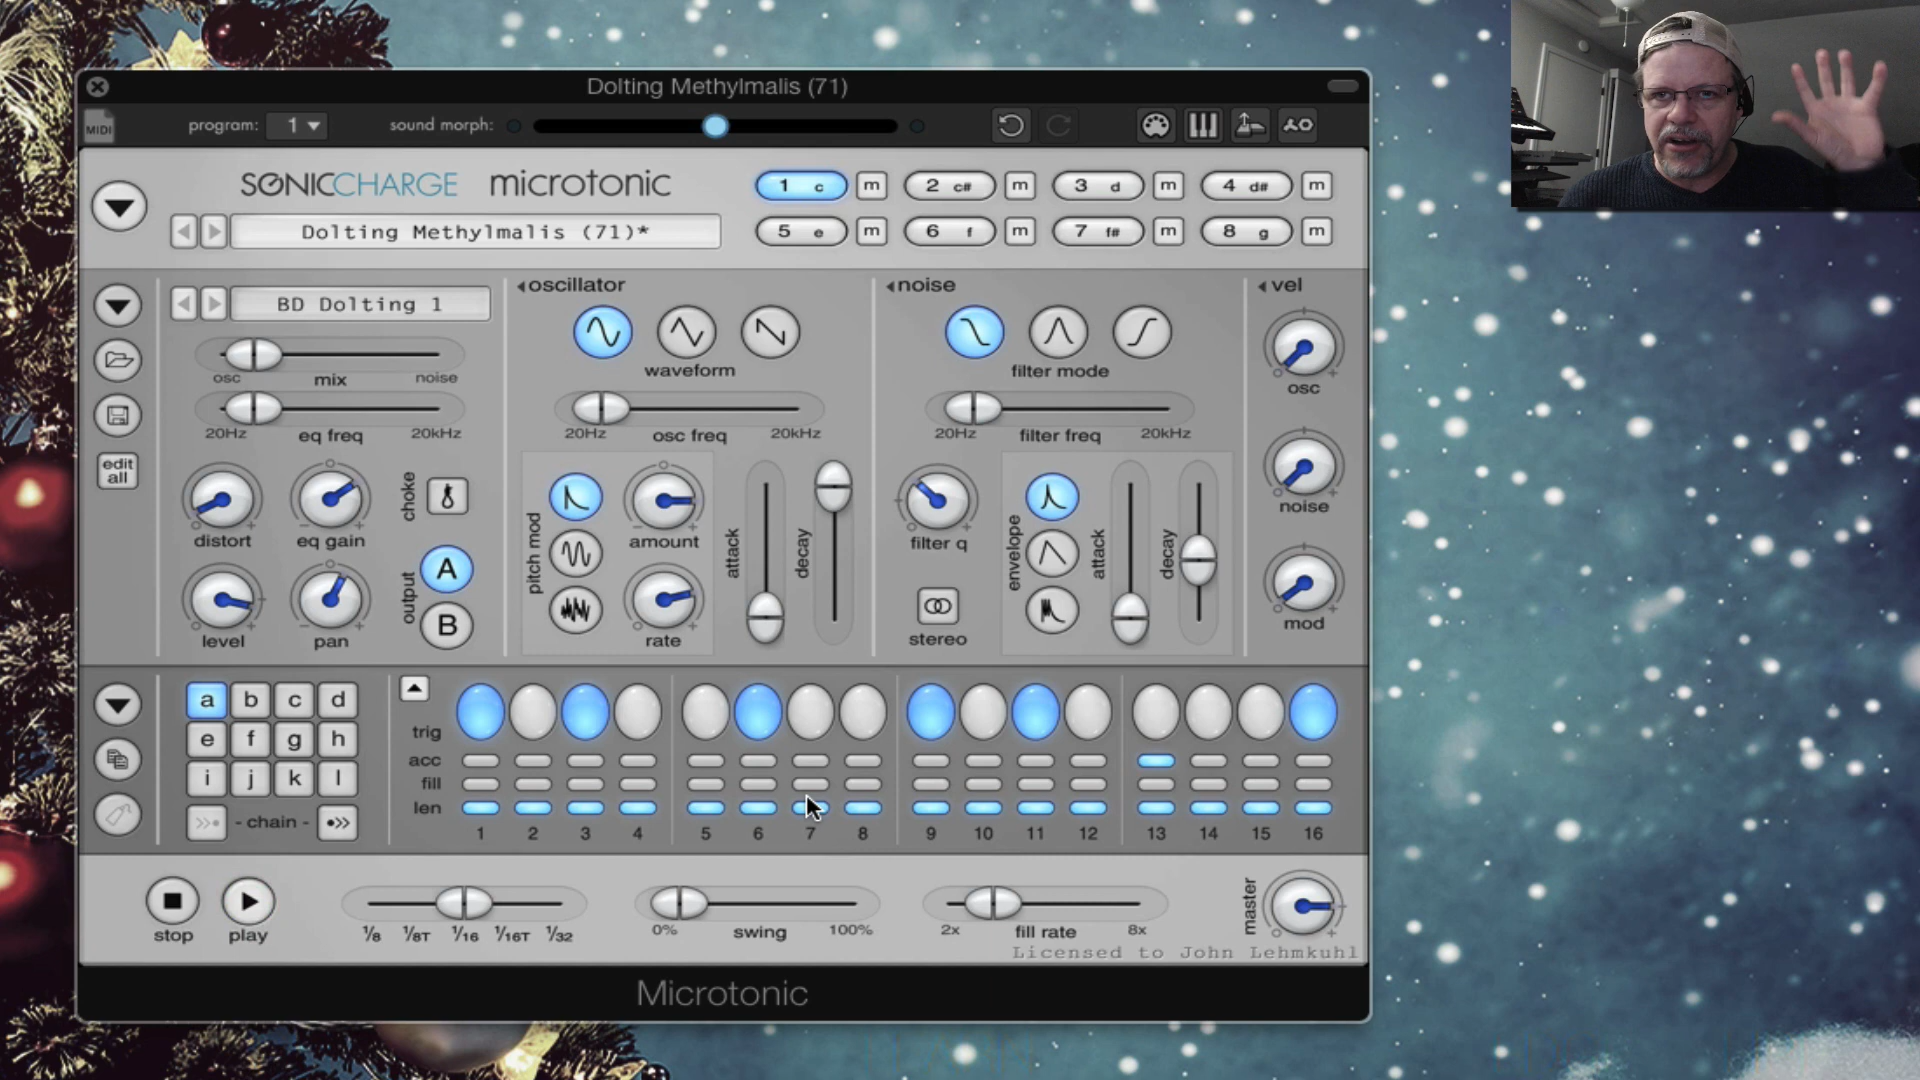 Dolting Methylmalis (71)
MIDI program: 1 sound morph:
SONICCHARGE microtonic
1 c m 2 c# m 3 d m 4 d# m
Dolting Methylmalis (71)*
5 e m 6 f m 7 f# m 8 g m
BD Dolting 1
oscillator
noise
vel
osc mix noise
waveform
filter mode
osc
20Hz eq freq 20kHz
20Hz osc freq 20kHz
20Hz filter freq 20kHz
edit all
distort eq gain
choke
level pan
output
A
B
pitch mod
amount
rate
attack
decay
filter q
stereo
envelope
attack
decay
noise
mod
a b c d
e f g h
i j k l
- chain -
trig
acc
fill
len
1 2 3 4 5 6 7 8 9 10 11 12 13 14 15 16
stop play
1/8 1/8T 1/16 1/16T 1/32
0% swing 100%
2x fill rate 8x
master
Licensed to John Lehmkuhl
Microtonic